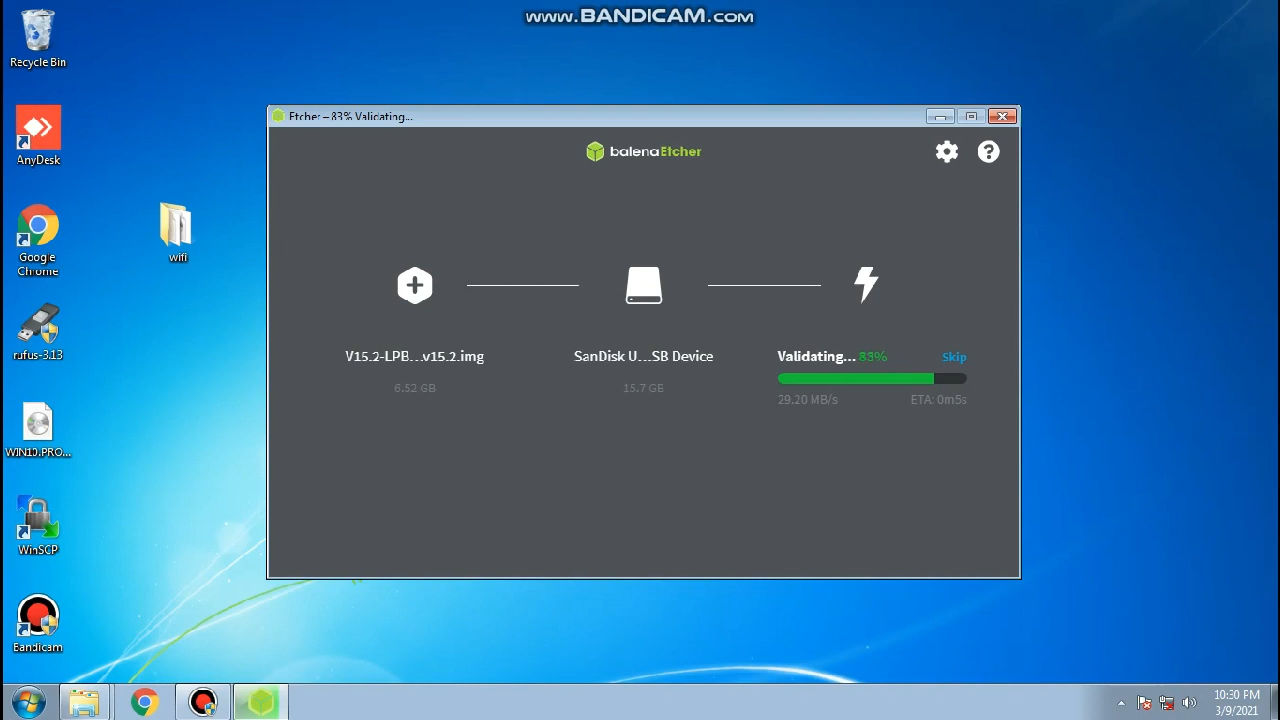 www.BANDICAM.com
Recycle Bin
AnyDesk
Google
Chrome
wifi
rufus-3.13
WIN10.PRO...
WinSCP
Bandicam
Etcher – 83% Validating...
balenaEtcher
V15.2-LPB...v15.2.img
6.52 GB
SanDisk U...SB Device
15.7 GB
Validating... 83%
Skip
29.20 MB/s
ETA: 0m5s
10:30 PM
3/9/2021